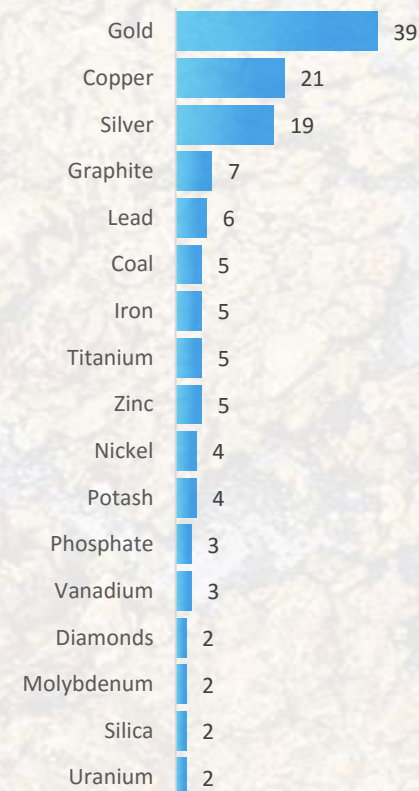 Gold 39
Copper 21
Silver 19
Graphite 7
Lead 6
Coal 5
Iron 5
Titanium 5
Zinc 5
Nickel 4
Potash 4
Phosphate 3
Vanadium 3
Diamonds 2
Molybdenum 2
Silica 2
Uranium 2